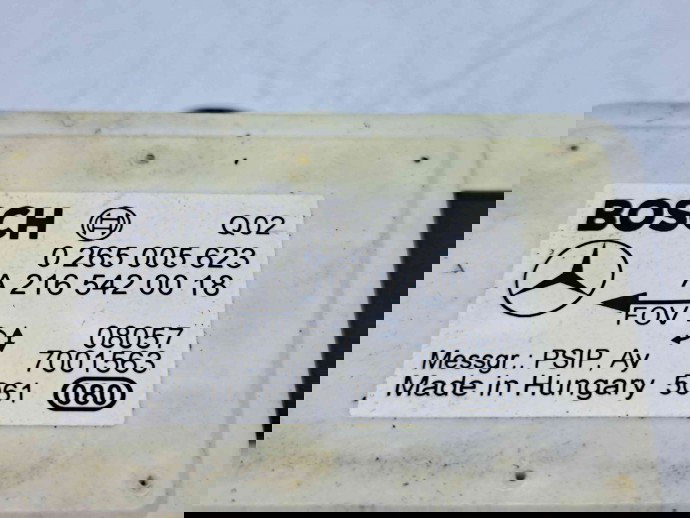 BOSCH Q02
0 265 005 623
A 216 542 00 18
FOV
08057
7001563
Messgr.: PSIP, Ay
Made in Hungary 5061 080